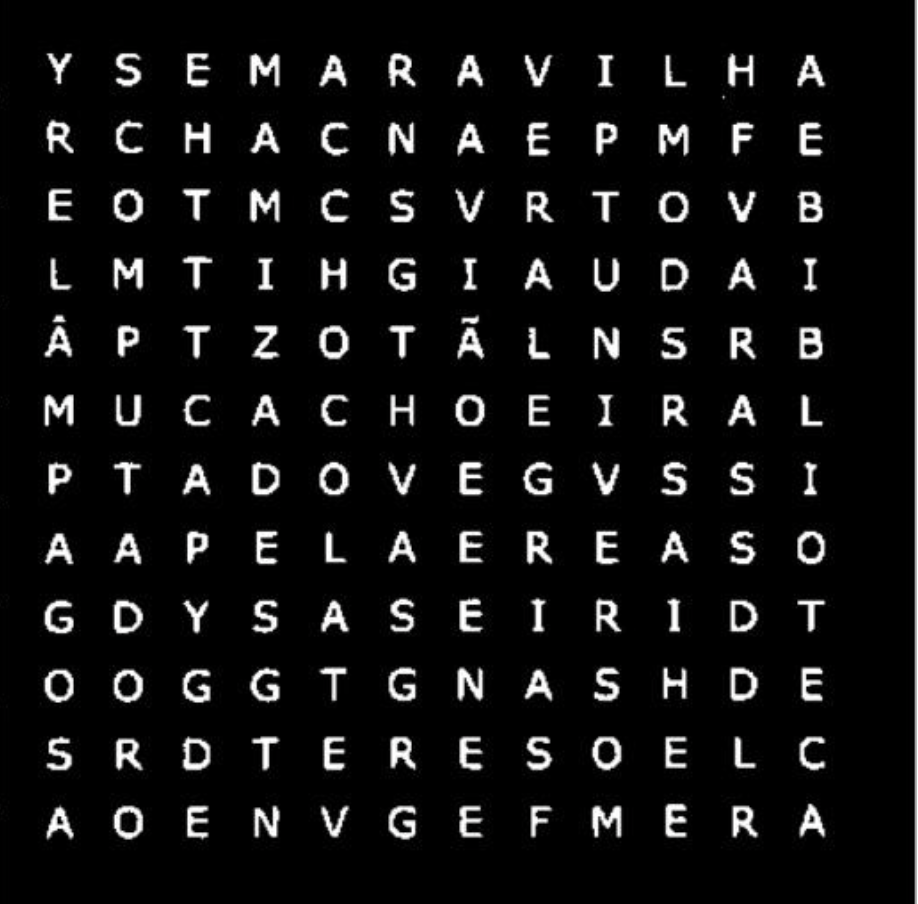 Y S E M A R A V I L H A
R C H A C N A E P M F E
E O T M C S V R T O V B
L M T I H G I A U D A I
Â P T Z O T Ã L N S R B
M U C A C H O E I R A L
P T A D O V E G V S S I
A A P E L A E R E A S O
G D Y S A S E I R I D T
O O G G T G N A S H D E
S R D T E R E S O E L C
A O E N V G E F M E R A